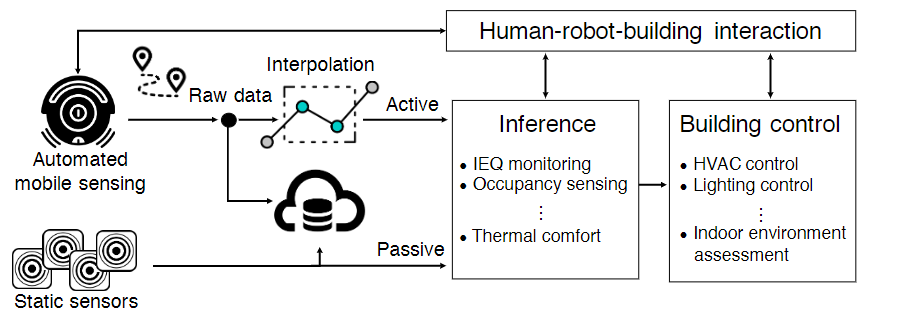 Human-robot-building interaction
Interpolation
Raw data
Active
Automated
mobile sensing
Inference
• IEQ monitoring
• Occupancy sensing
⋮
• Thermal comfort
Building control
• HVAC control
• Lighting control
⋮
• Indoor environment
assessment
Passive
Static sensors